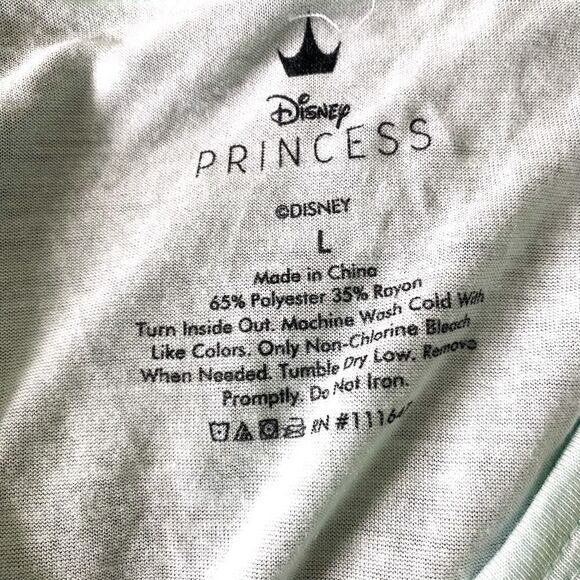 Disney
PRINCESS
©DISNEY
L
Made in China
65% Polyester 35% Rayon
Turn Inside Out. Machine Wash Cold With
Like Colors. Only Non-Chlorine Bleach
When Needed. Tumble Dry Low. Remove
Promptly. Do Not Iron.
RN